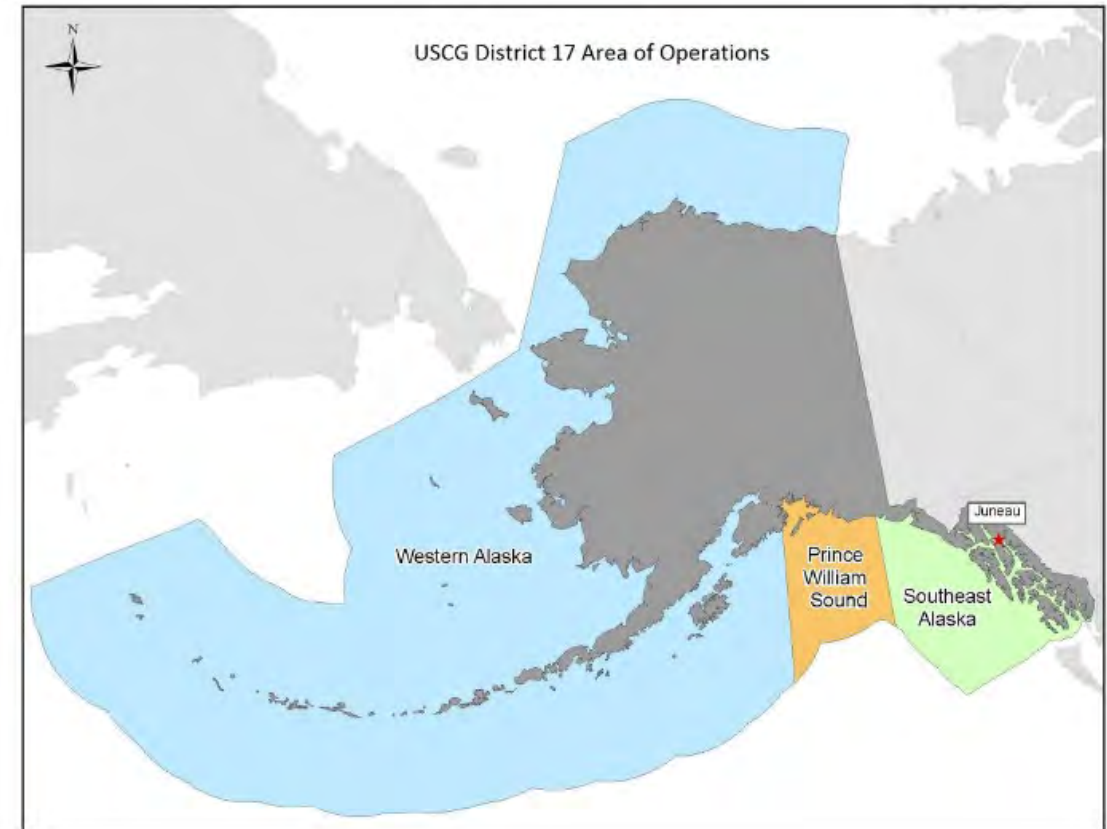 N
USCG District 17 Area of Operations
Juneau
Western Alaska
Prince
William
Sound
Southeast
Alaska